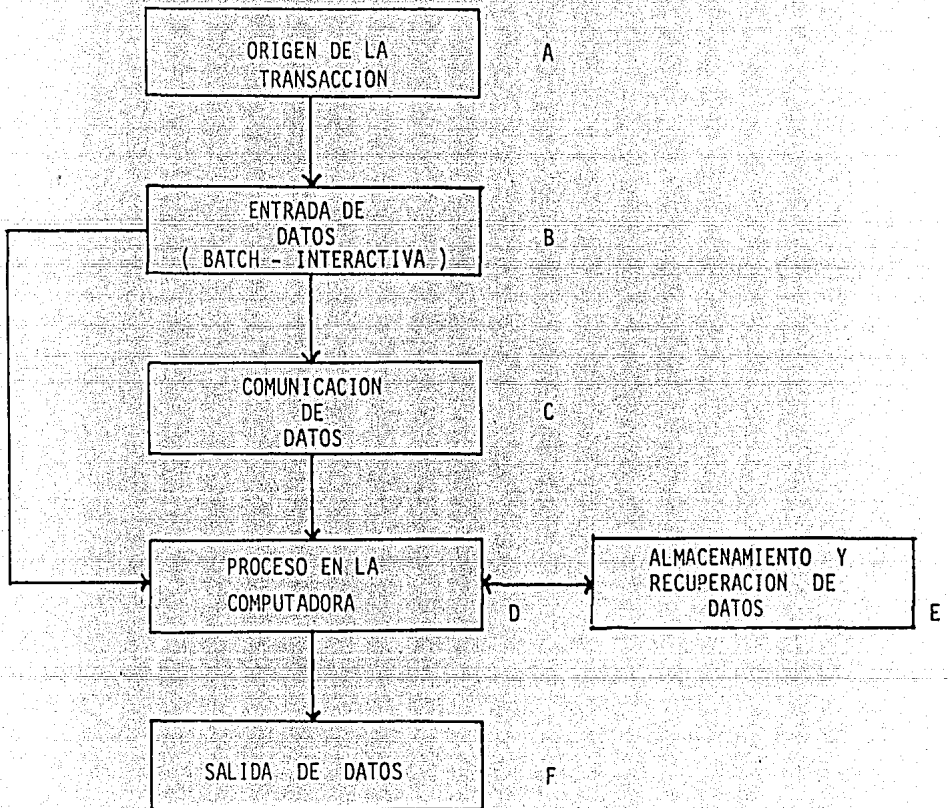 ORIGEN DE LA
TRANSACCION
A
ENTRADA DE
DATOS
( BATCH - INTERACTIVA )
B
COMUNICACION
DE
DATOS
C
PROCESO EN LA
COMPUTADORA
D
ALMACENAMIENTO Y
RECUPERACION DE
DATOS
E
SALIDA DE DATOS
F